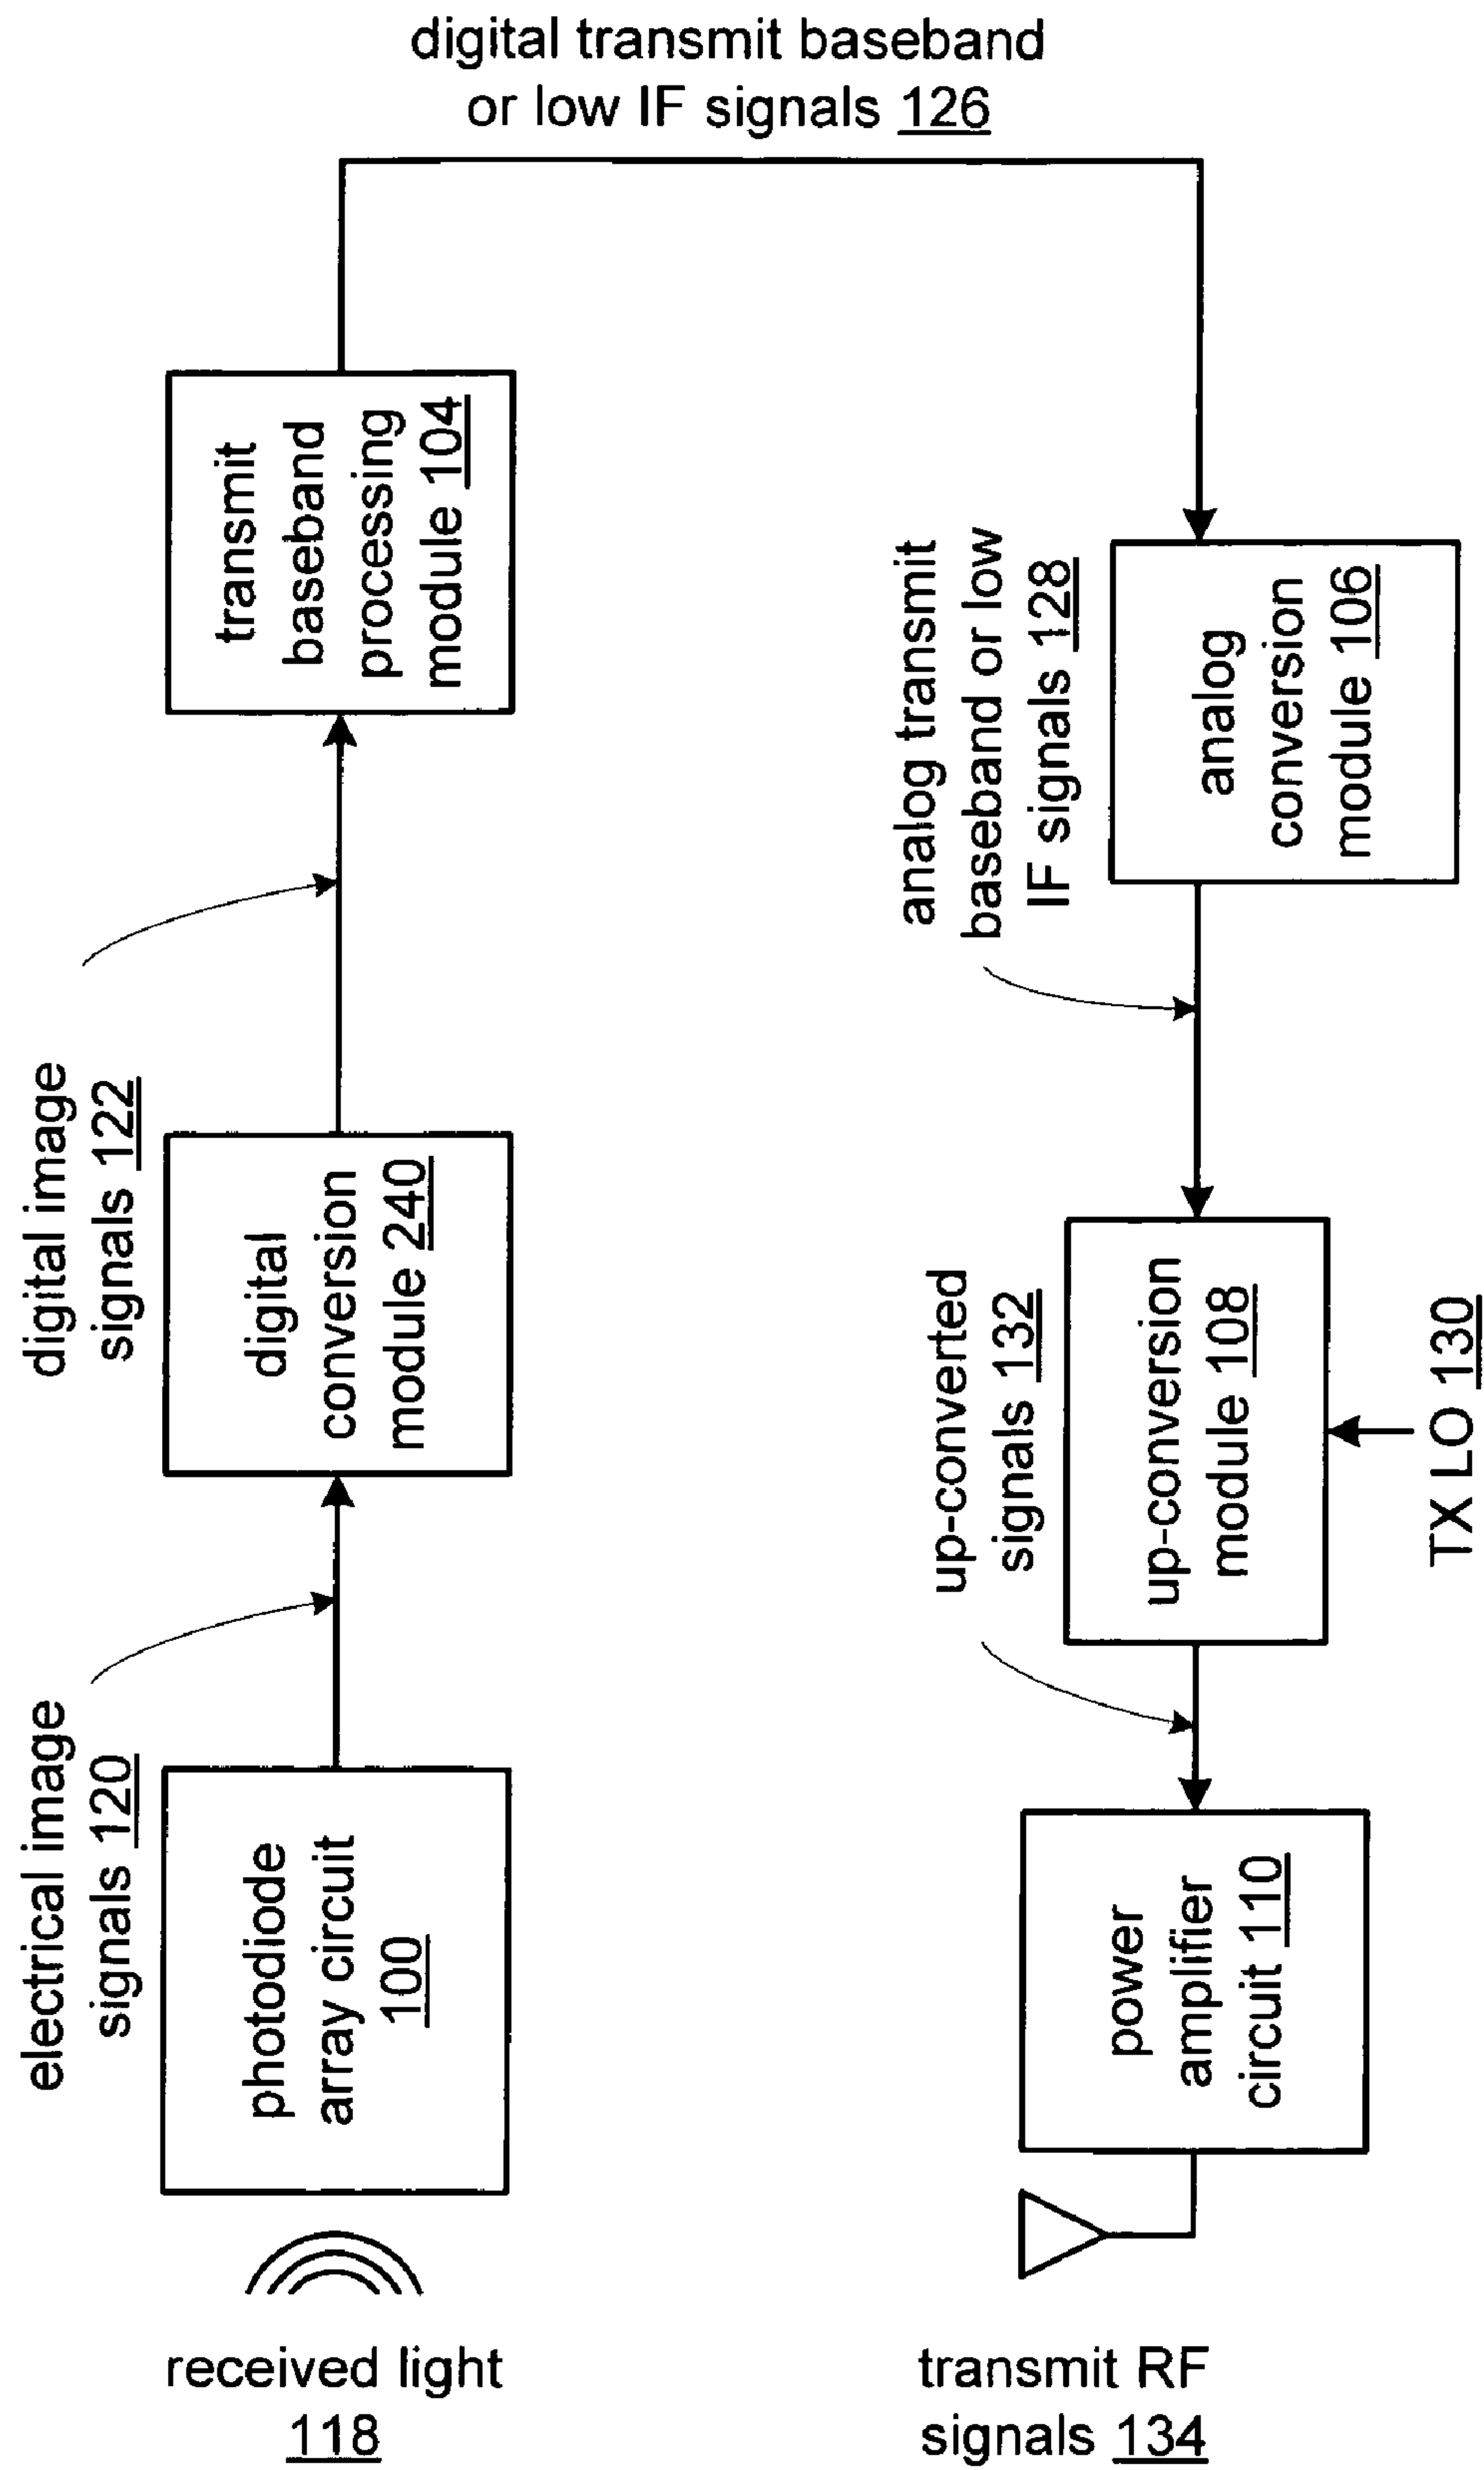 digital transmit baseband
or low IF signals 126
transmit
baseband
processing
module 104
digital image
signals 122
digital
conversion
module 240
electrical image
signals 120
photodiode
array circuit
100
received light
118
analog transmit
baseband or low
IF signals 128
analog
conversion
module 106
up-converted
signals 132
up-conversion
module 108
TX LO 130
power
amplifier
circuit 110
transmit RF
signals 134